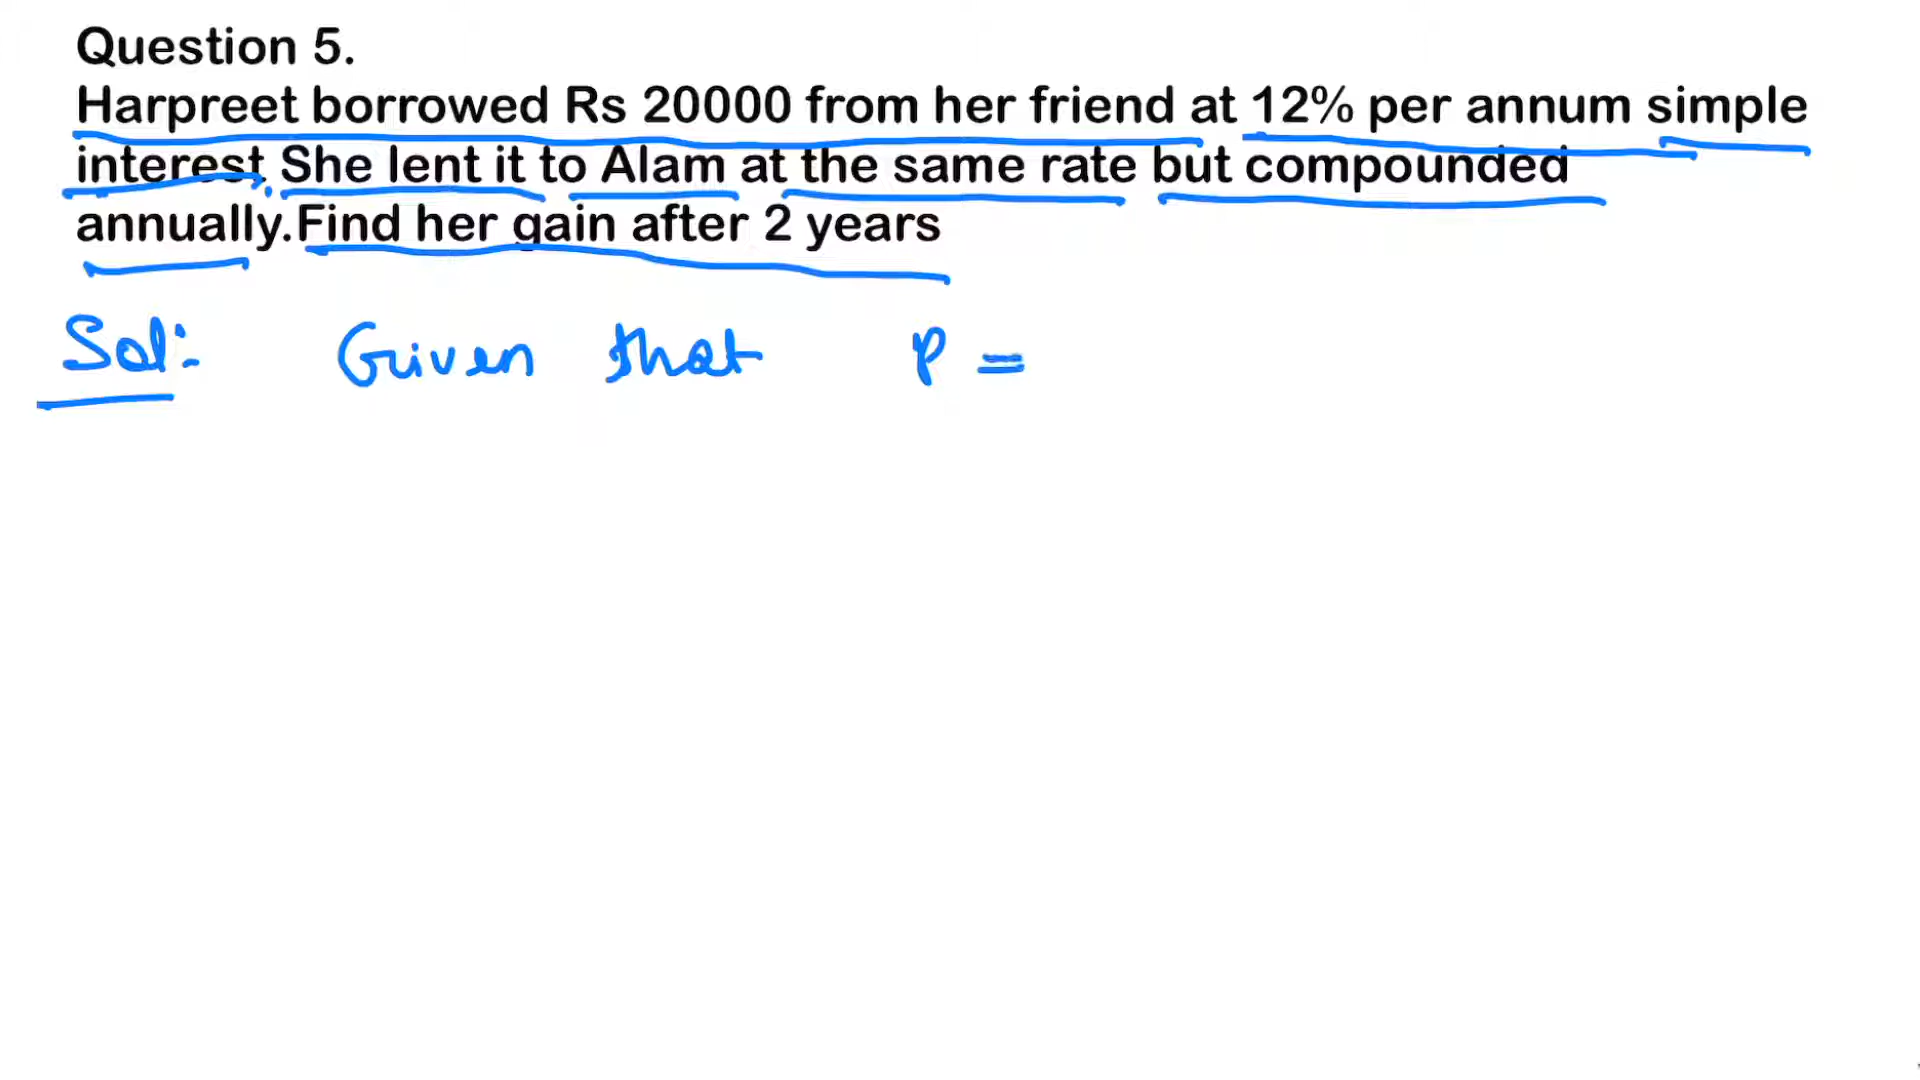 Question 5.
Harpreet borrowed Rs 20000 from her friend at 12% per annum simple
interest. She lent it to Alam at the same rate but compounded
annually.Find her gain after 2 years
Sol: Given that P =